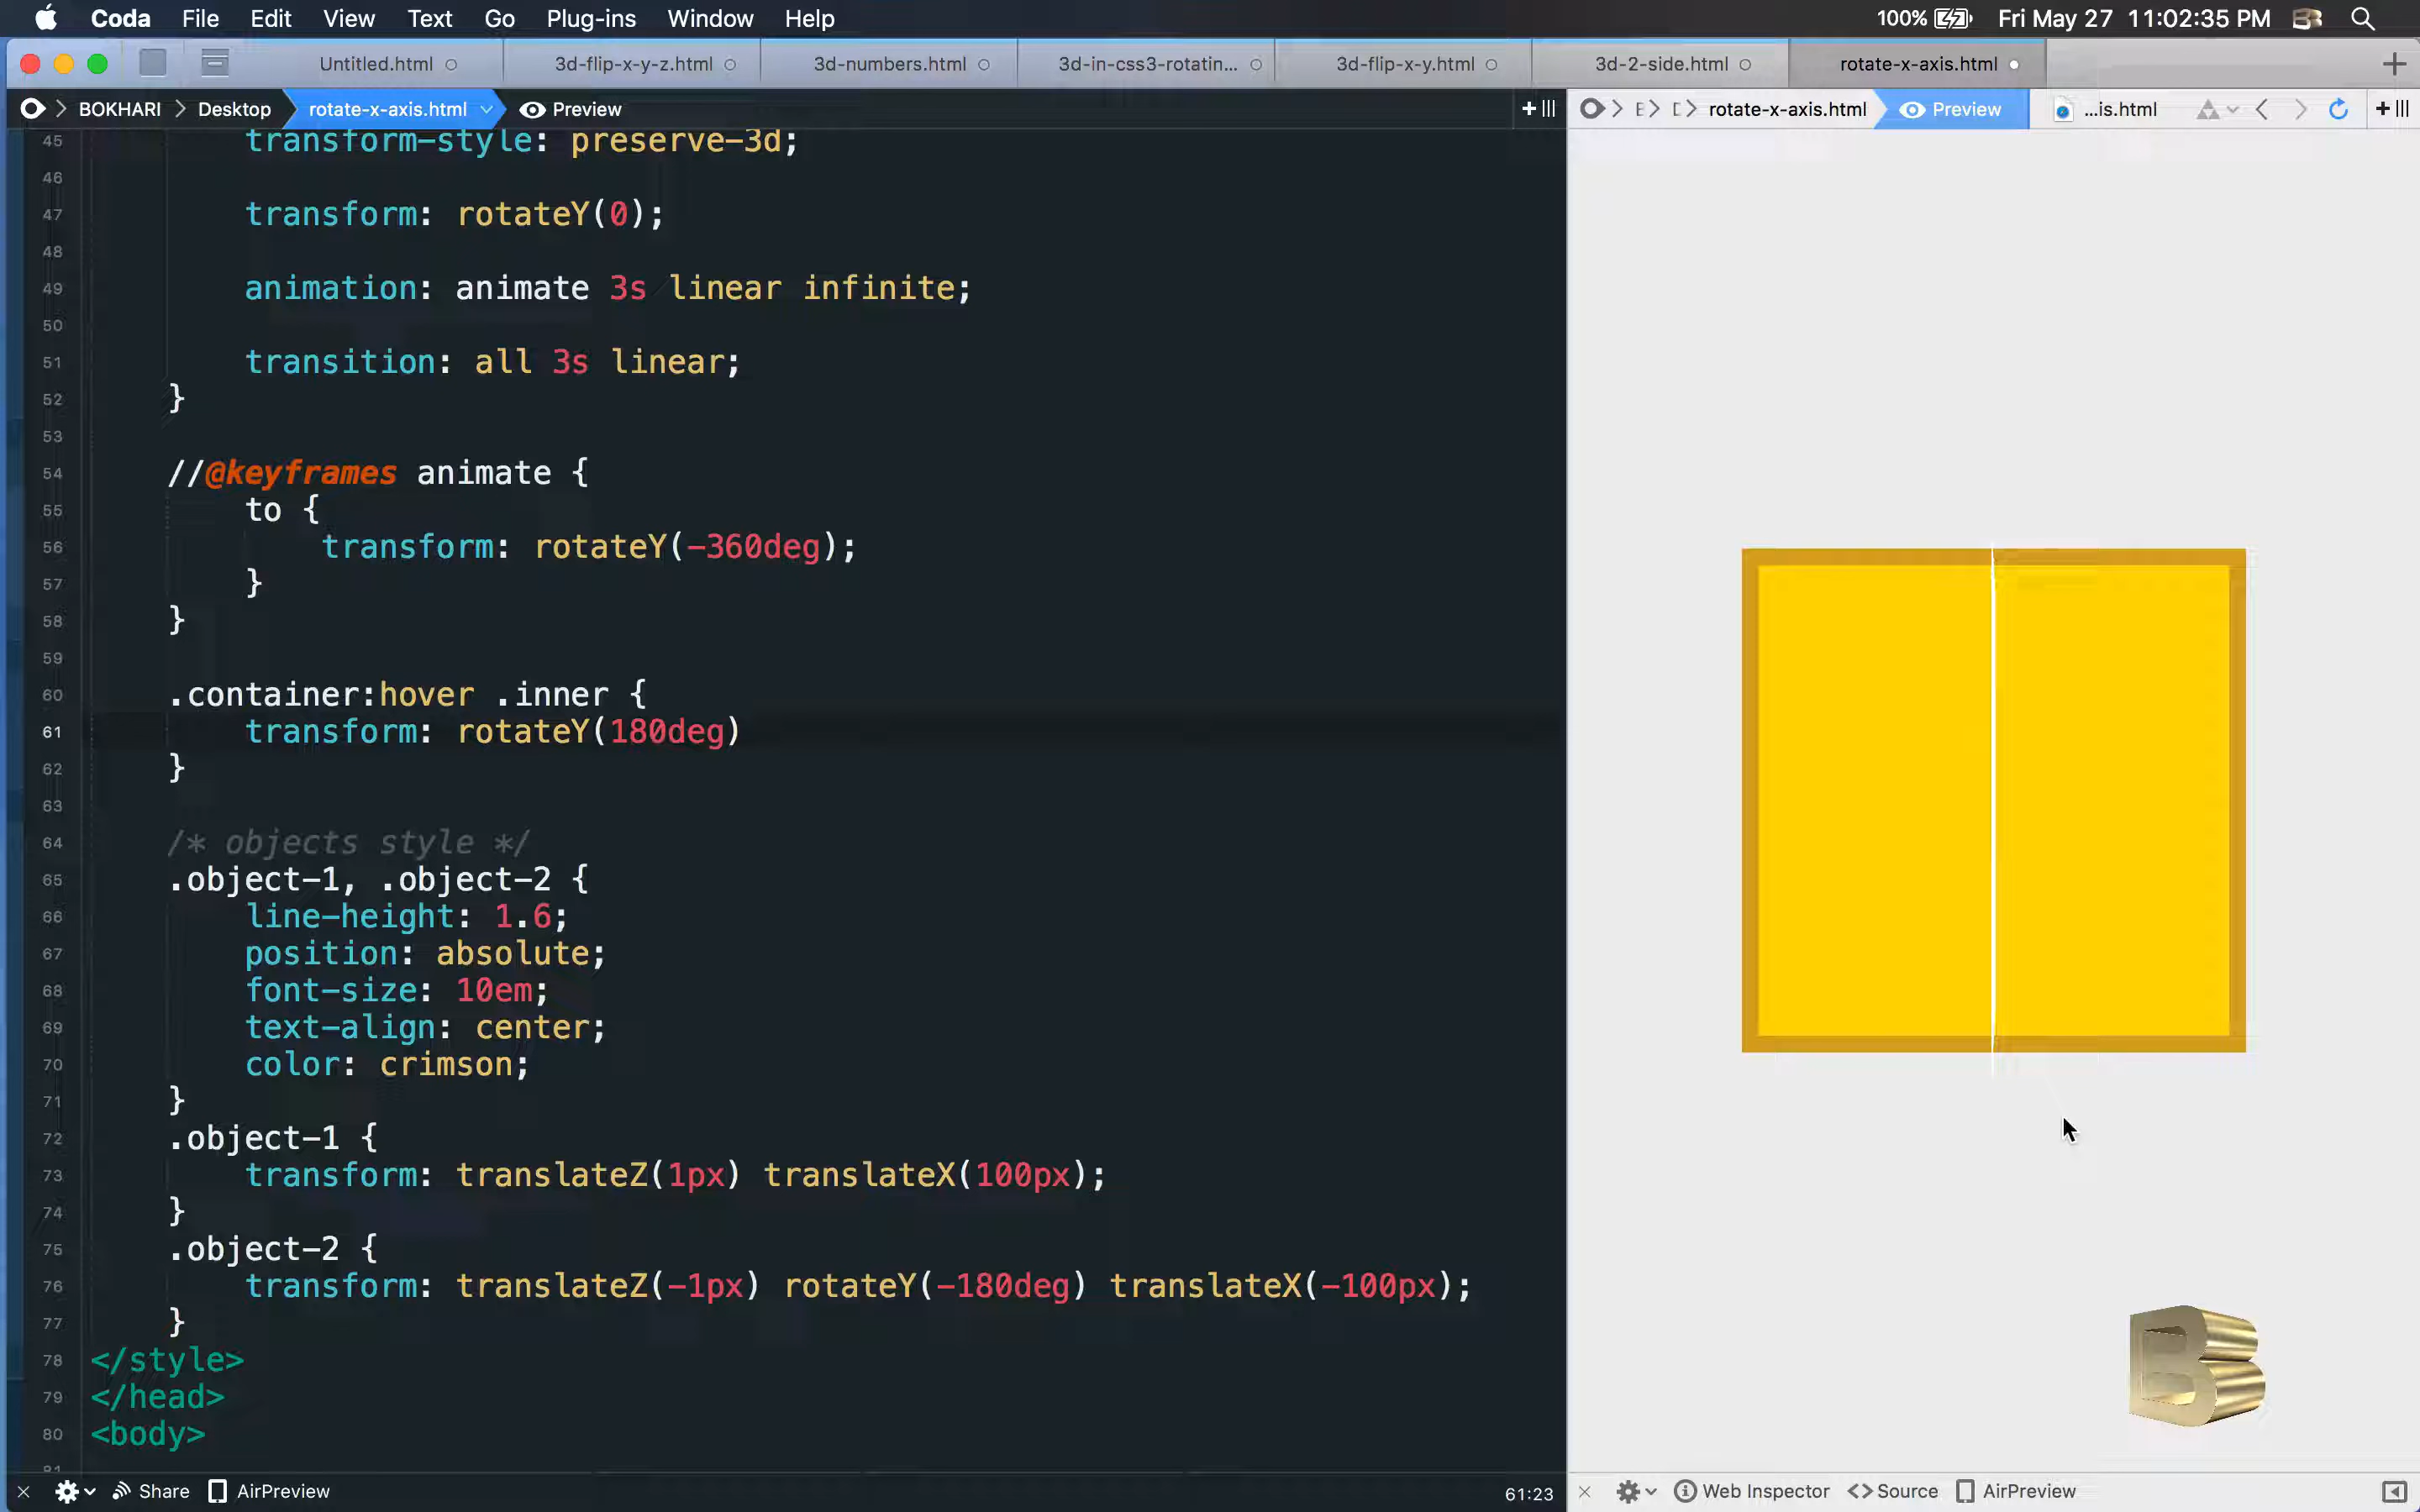 Coda File Edit View Text Go Plug-ins Window Help 100% Fri May 27 11:02:35 PM
Untitled.html 3d-flip-x-y-z.html 3d-numbers.html 3d-in-css3-rotatin... 3d-flip-x-y.html 3d-2-side.html rotate-x-axis.html
BOKHARI Desktop rotate-x-axis.html Preview rotate-x-axis.html Preview ...is.html
45 transform-style: preserve-3d;
46
47 transform: rotateY(0);
48
49 animation: animate 3s linear infinite;
50
51 transition: all 3s linear;
52 }
53
54 //@keyframes animate {
55 to {
56 transform: rotateY(-360deg);
57 }
58 }
59
60 .container:hover .inner {
61 transform: rotateY(180deg)
62 }
63
64 /* objects style */
65 .object-1, .object-2 {
66 line-height: 1.6;
67 position: absolute;
68 font-size: 10em;
69 text-align: center;
70 color: crimson;
71 }
72 .object-1 {
73 transform: translateZ(1px) translateX(100px);
74 }
75 .object-2 {
76 transform: translateZ(-1px) rotateY(-180deg) translateX(-100px);
77 }
78 </style>
79 </head>
80 <body>
81
B
Share AirPreview 61:23 Web Inspector Source AirPreview